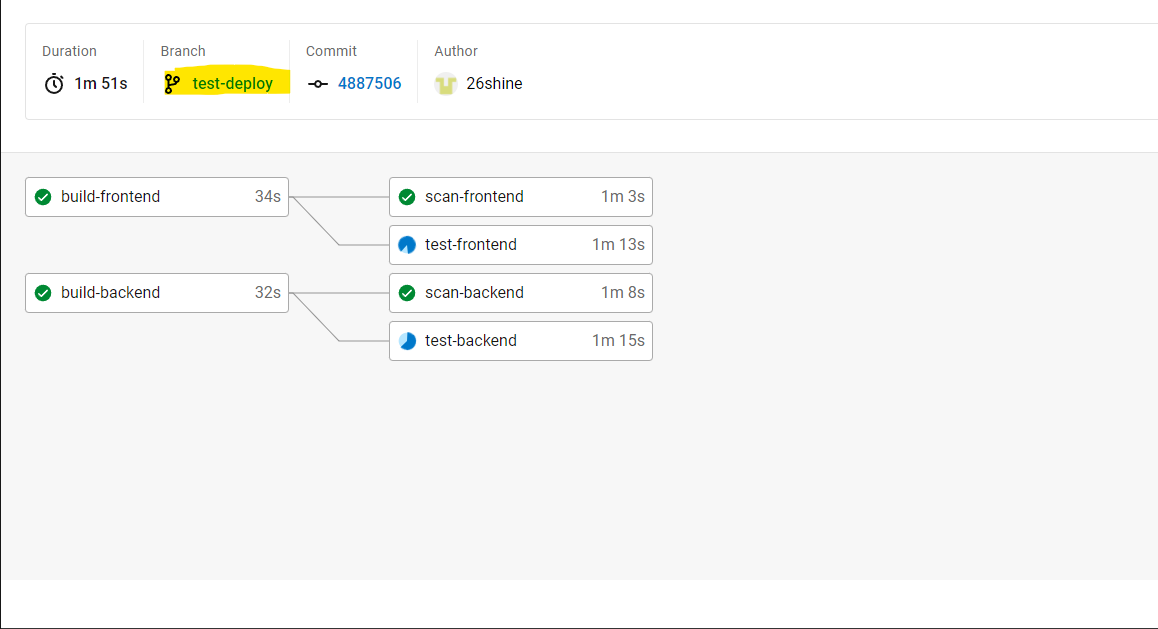 Duration Branch Commit Author
1m 51s test-deploy 4887506 26shine
build-frontend 34s scan-frontend 1m 3s
test-frontend 1m 13s
build-backend 32s scan-backend 1m 8s
test-backend 1m 15s